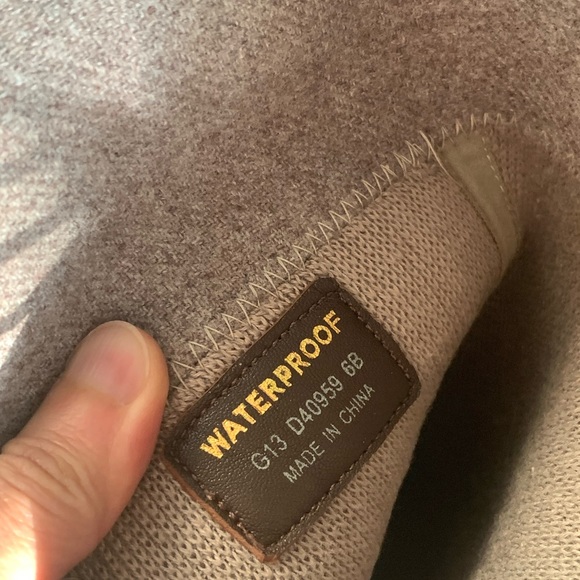 WATERPROOF
G13 D40959 6B
MADE IN CHINA